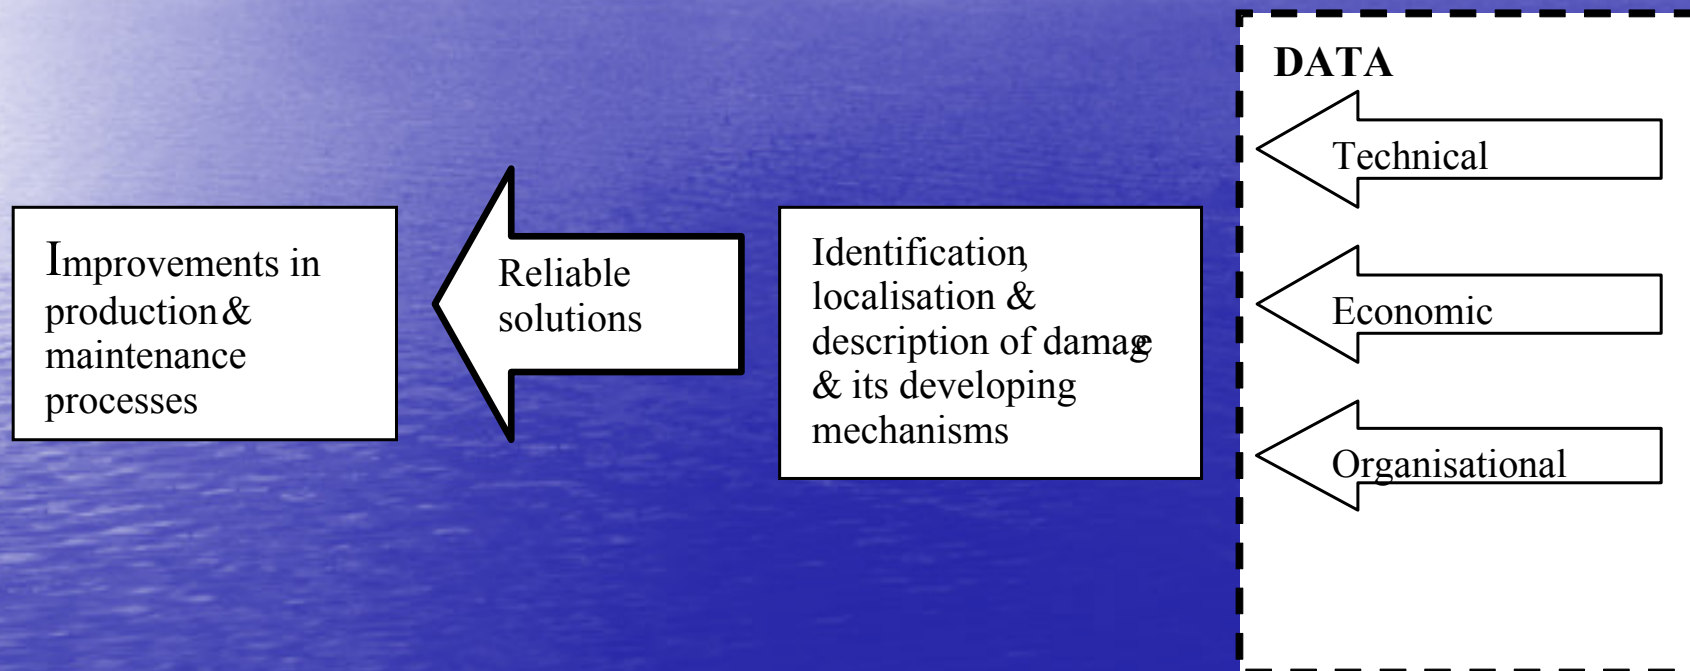 Improvements in
production &
maintenance
processes
Reliable
solutions
Identification,
localisation &
description of damage
& its developing
mechanisms
DATA
Technical
Economic
Organisational